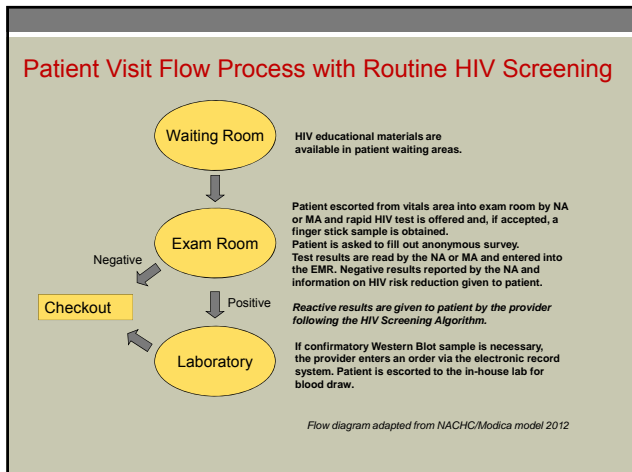 Patient Visit Flow Process with Routine HIV Screening
Waiting Room
HIV educational materials are
available in patient waiting areas.
Patient escorted from vitals area into exam room by NA
or MA and rapid HIV test is offered and, if accepted, a
finger stick sample is obtained.
Patient is asked to fill out anonymous survey.
Test results are read by the NA or MA and entered into
the EMR. Negative results reported by the NA and
information on HIV risk reduction given to patient.
Exam Room
Negative
Checkout
Positive
Reactive results are given to patient by the provider
following the HIV Screening Algorithm.
Laboratory
If confirmatory Western Blot sample is necessary,
the provider enters an order via the electronic record
system. Patient is escorted to the in-house lab for
blood draw.
Flow diagram adapted from NACHC/Modica model 2012